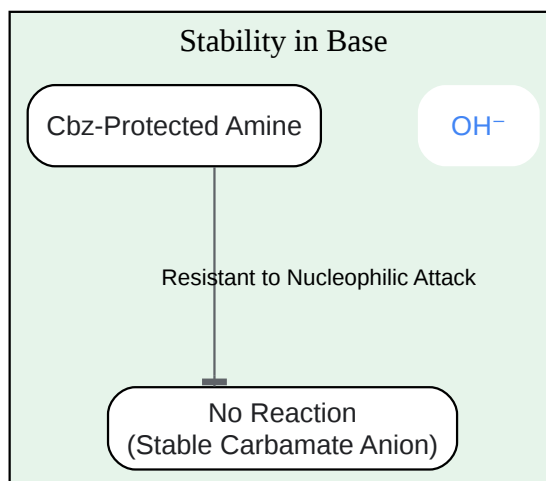 Stability in Base
Cbz-Protected Amine
OH⁻
Resistant to Nucleophilic Attack
No Reaction
(Stable Carbamate Anion)